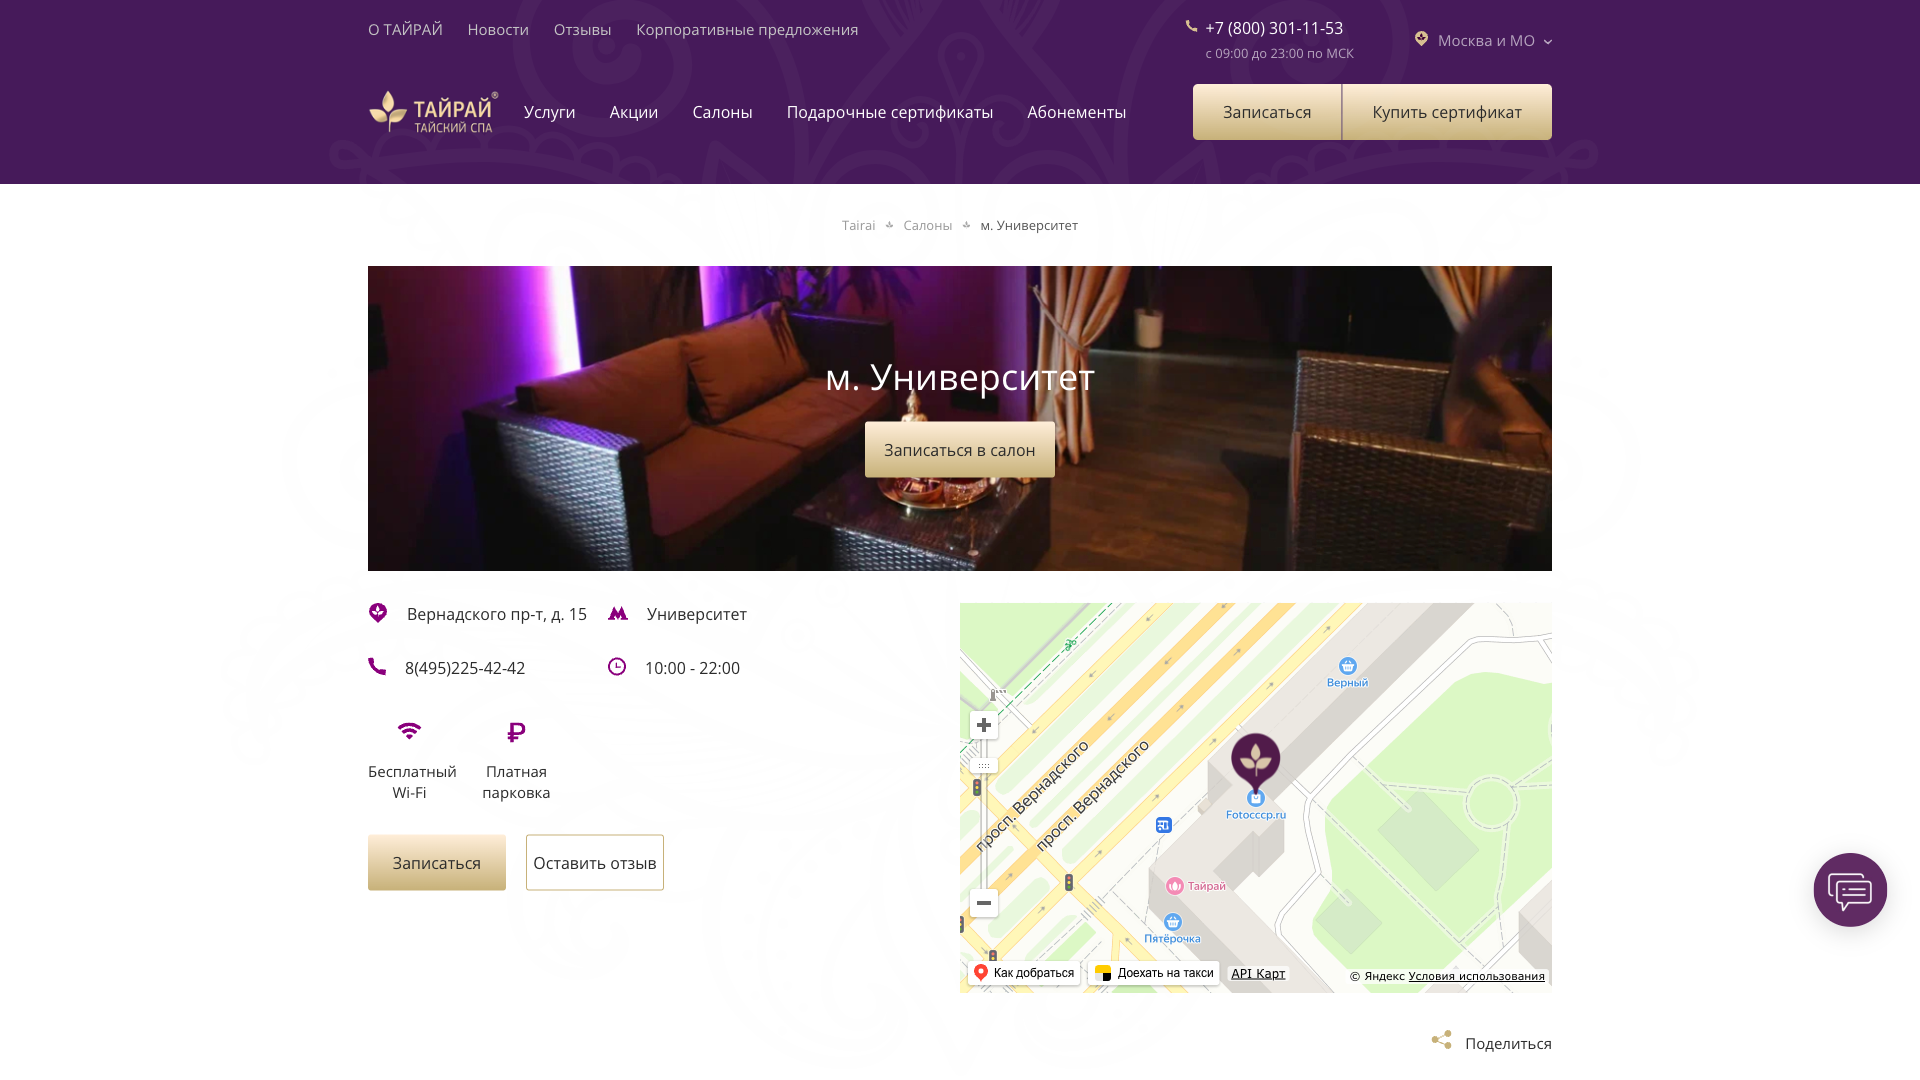 О ТАЙРАЙ
Новости
Отзывы
Корпоративные предложения
+7 (800) 301-11-53
с 09:00 до 23:00 по МСК
Москва и МО
ТАЙРАЙ®
ТАЙСКИЙ СПА
Услуги
Акции
Салоны
Подарочные сертификаты
Абонементы
Записаться
Купить сертификат
Tairai
Салоны
м. Университет
м. Университет
Записаться в салон
Вернадского пр-т, д. 15
Университет
8(495)225-42-42
10:00 - 22:00
Бесплатный
Wi-Fi
Платная
парковка
Записаться
Оставить отзыв
Верный
просп. Вернадского
просп. Вернадского
Fotocccp.ru
Тайрай
Пятёрочка
Как добраться
Доехать на такси
API Карт
© Яндекс Условия использования
Поделиться